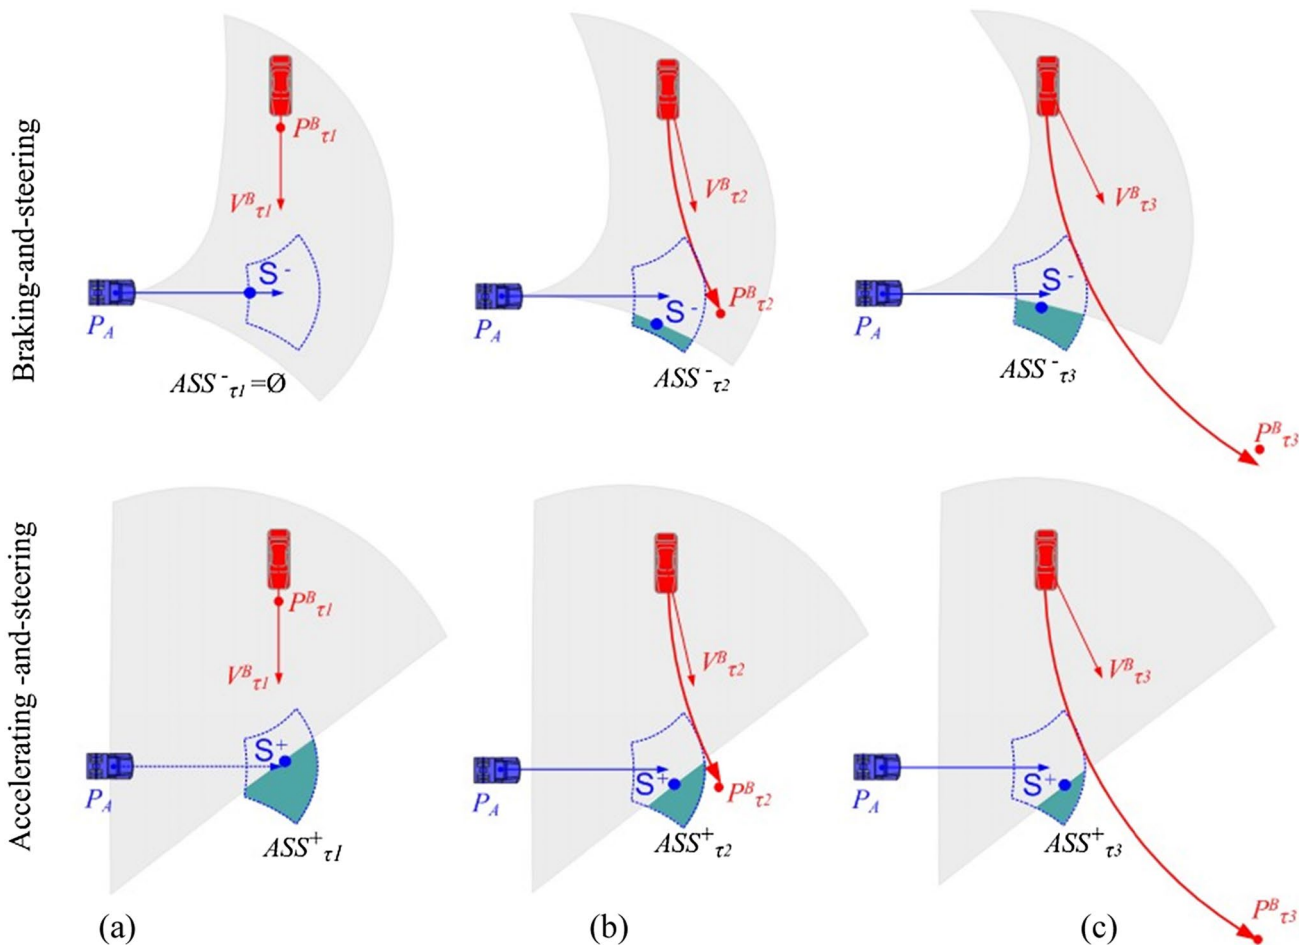 Braking-and-steering
P^B_τ1
V^B_τ1
S^-
P_A
ASS^-_τ1=Ø
V^B_τ2
P^B_τ2
S^-
P_A
ASS^-_τ2
V^B_τ3
S^-
P_A
ASS^-_τ3
P^B_τ3
Accelerating -and-steering
P^B_τ1
V^B_τ1
S^+
P_A
ASS^+_τ1
V^B_τ2
S^+
P^B_τ2
P_A
ASS^+_τ2
V^B_τ3
S^+
P_A
ASS^+_τ3
P^B_τ3
(a)
(b)
(c)